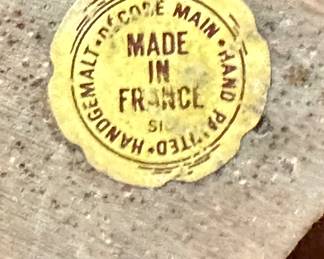 DÉCORÉ MAIN • HAND PAINTED • HANDGEMALT •
MADE
IN
FRANCE